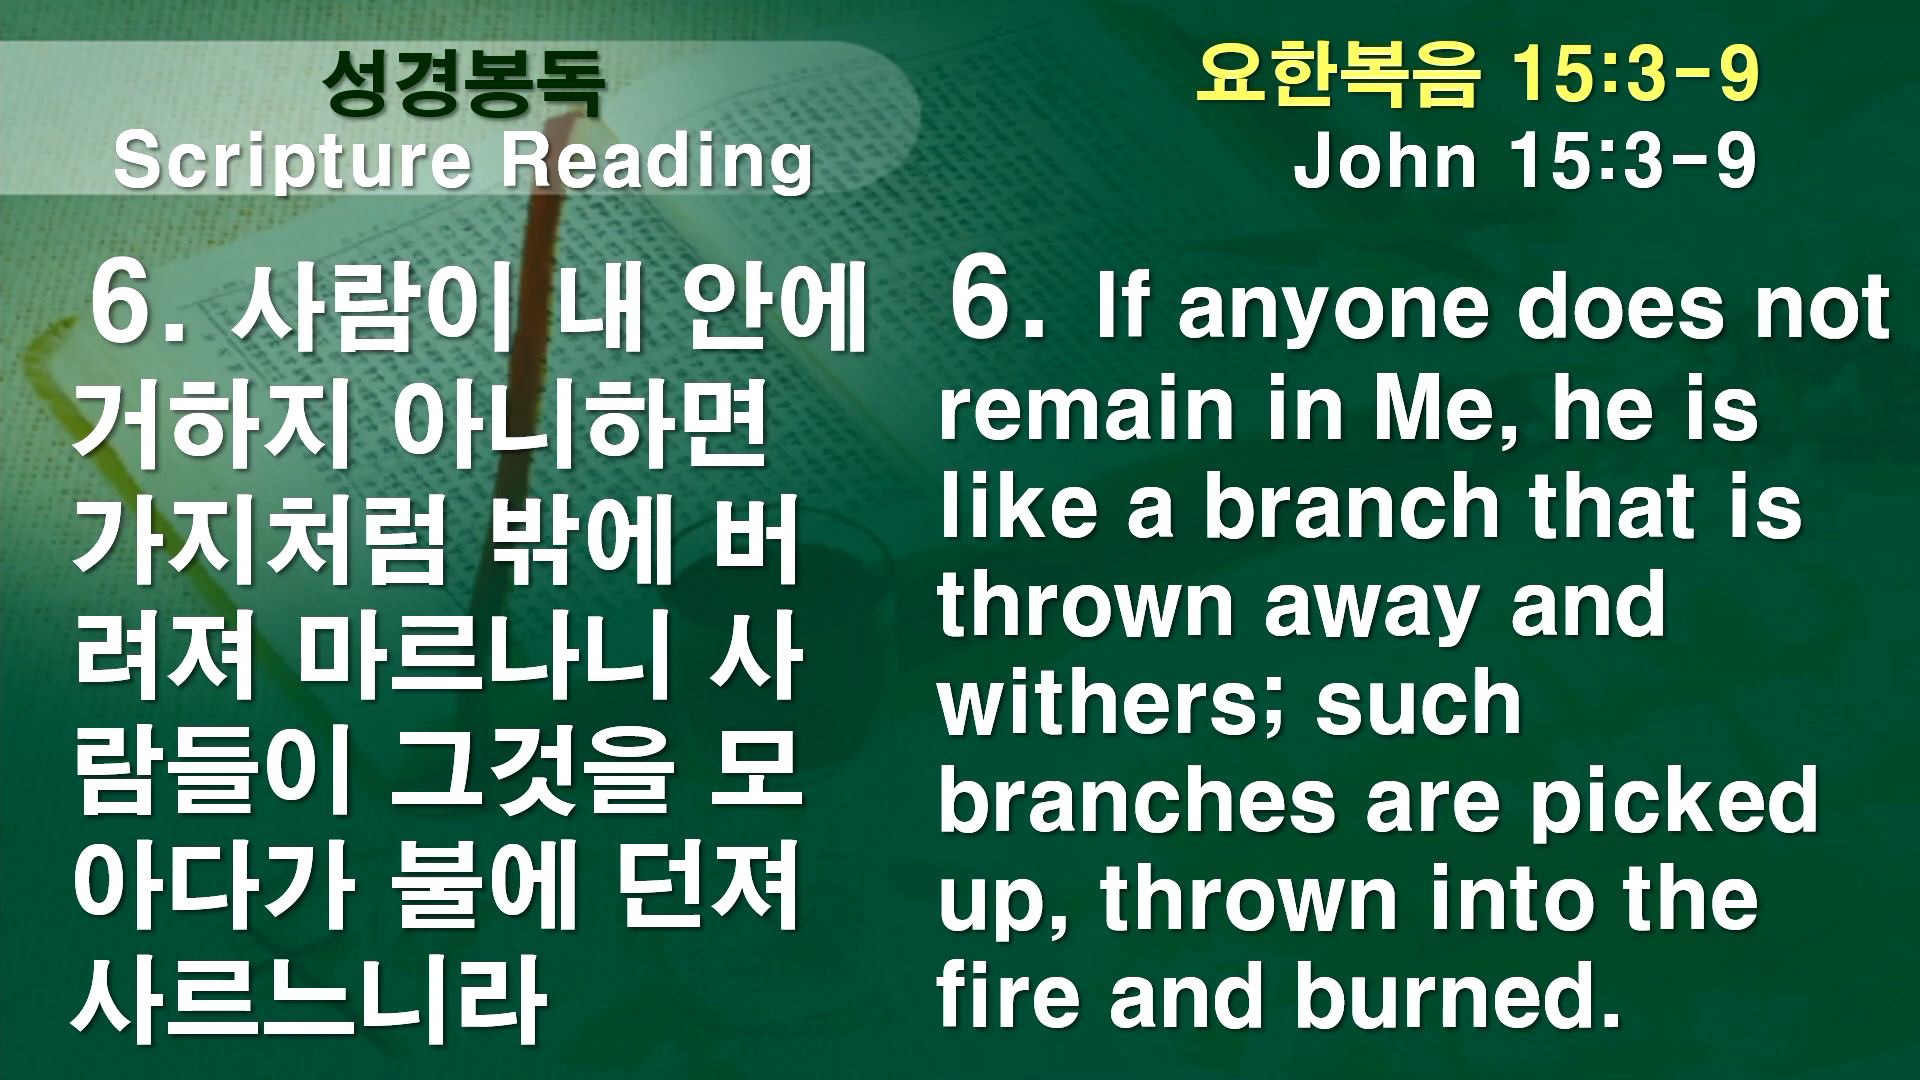 성경봉독
Scripture Reading
요한복음 15:3-9
John 15:3-9
6. 사람이 내 안에
거하지 아니하면
가지처럼 밖에 버
려져 마르나니 사
람들이 그것을 모
아다가 불에 던져
사르느니라
6. If anyone does not
remain in Me, he is
like a branch that is
thrown away and
withers; such
branches are picked
up, thrown into the
fire and burned.